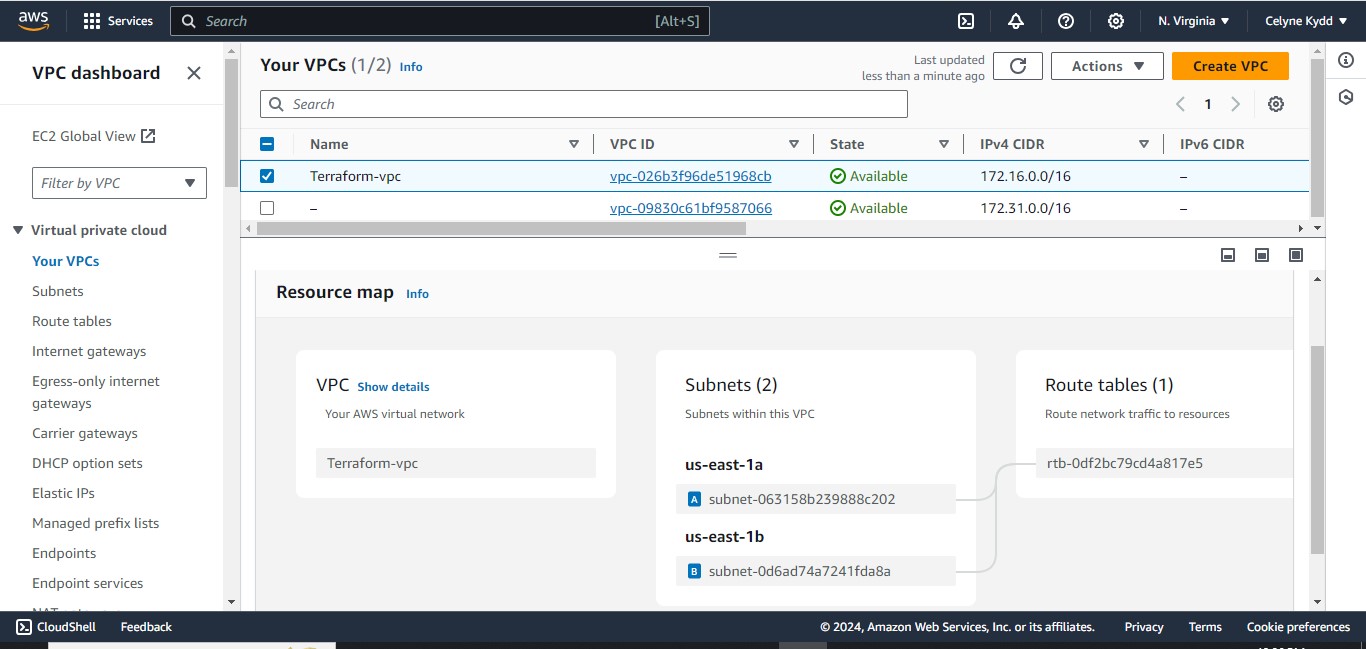 aws Services Search [Alt+S] N. Virginia Celyne Kydd
VPC dashboard
EC2 Global View
Filter by VPC
Virtual private cloud
Your VPCs
Subnets
Route tables
Internet gateways
Egress-only internet
gateways
Carrier gateways
DHCP option sets
Elastic IPs
Managed prefix lists
Endpoints
Endpoint services
Your VPCs (1/2) Info
Last updated
less than a minute ago
Actions
Create VPC
Search
1
Name VPC ID State IPv4 CIDR IPv6 CIDR
Terraform-vpc vpc-026b3f96de51968cb Available 172.16.0.0/16 –
– vpc-09830c61bf9587066 Available 172.31.0.0/16 –
Resource map Info
VPC Show details
Your AWS virtual network
Terraform-vpc
Subnets (2)
Subnets within this VPC
us-east-1a
A subnet-063158b239888c202
us-east-1b
B subnet-0d6ad74a7241fda8a
Route tables (1)
Route network traffic to resources
rtb-0df2bc79cd4a817e5
CloudShell Feedback © 2024, Amazon Web Services, Inc. or its affiliates. Privacy Terms Cookie preferences